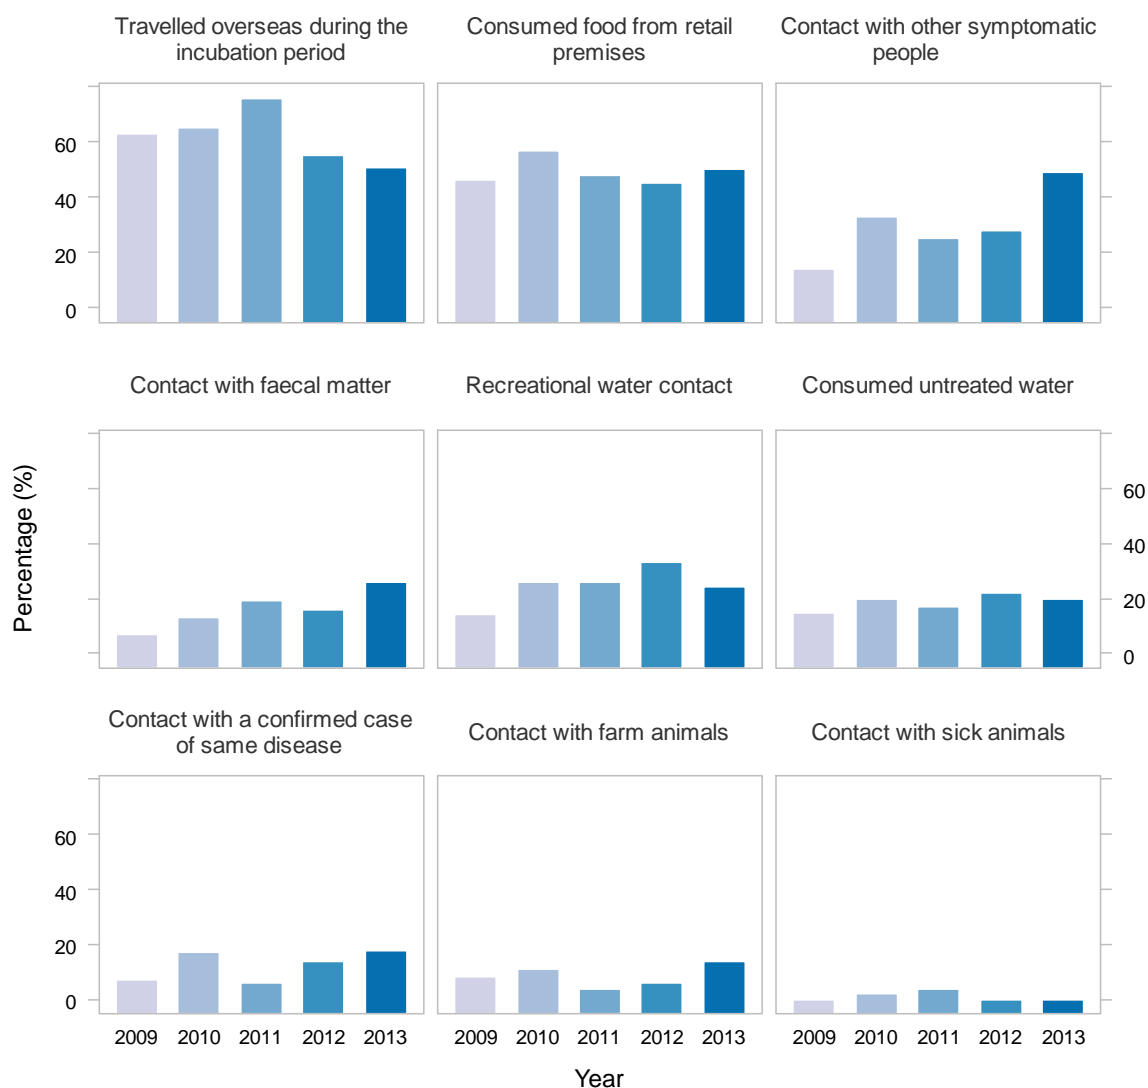 Travelled overseas during the
incubation period
Consumed food from retail
premises
Contact with other symptomatic
people
60
40
20
0
Contact with faecal matter
Recreational water contact
Consumed untreated water
Percentage (%)
60
40
20
0
Contact with a confirmed case
of same disease
Contact with farm animals
Contact with sick animals
60
40
20
0
2009 2010 2011 2012 2013
2009 2010 2011 2012 2013
2009 2010 2011 2012 2013
Year